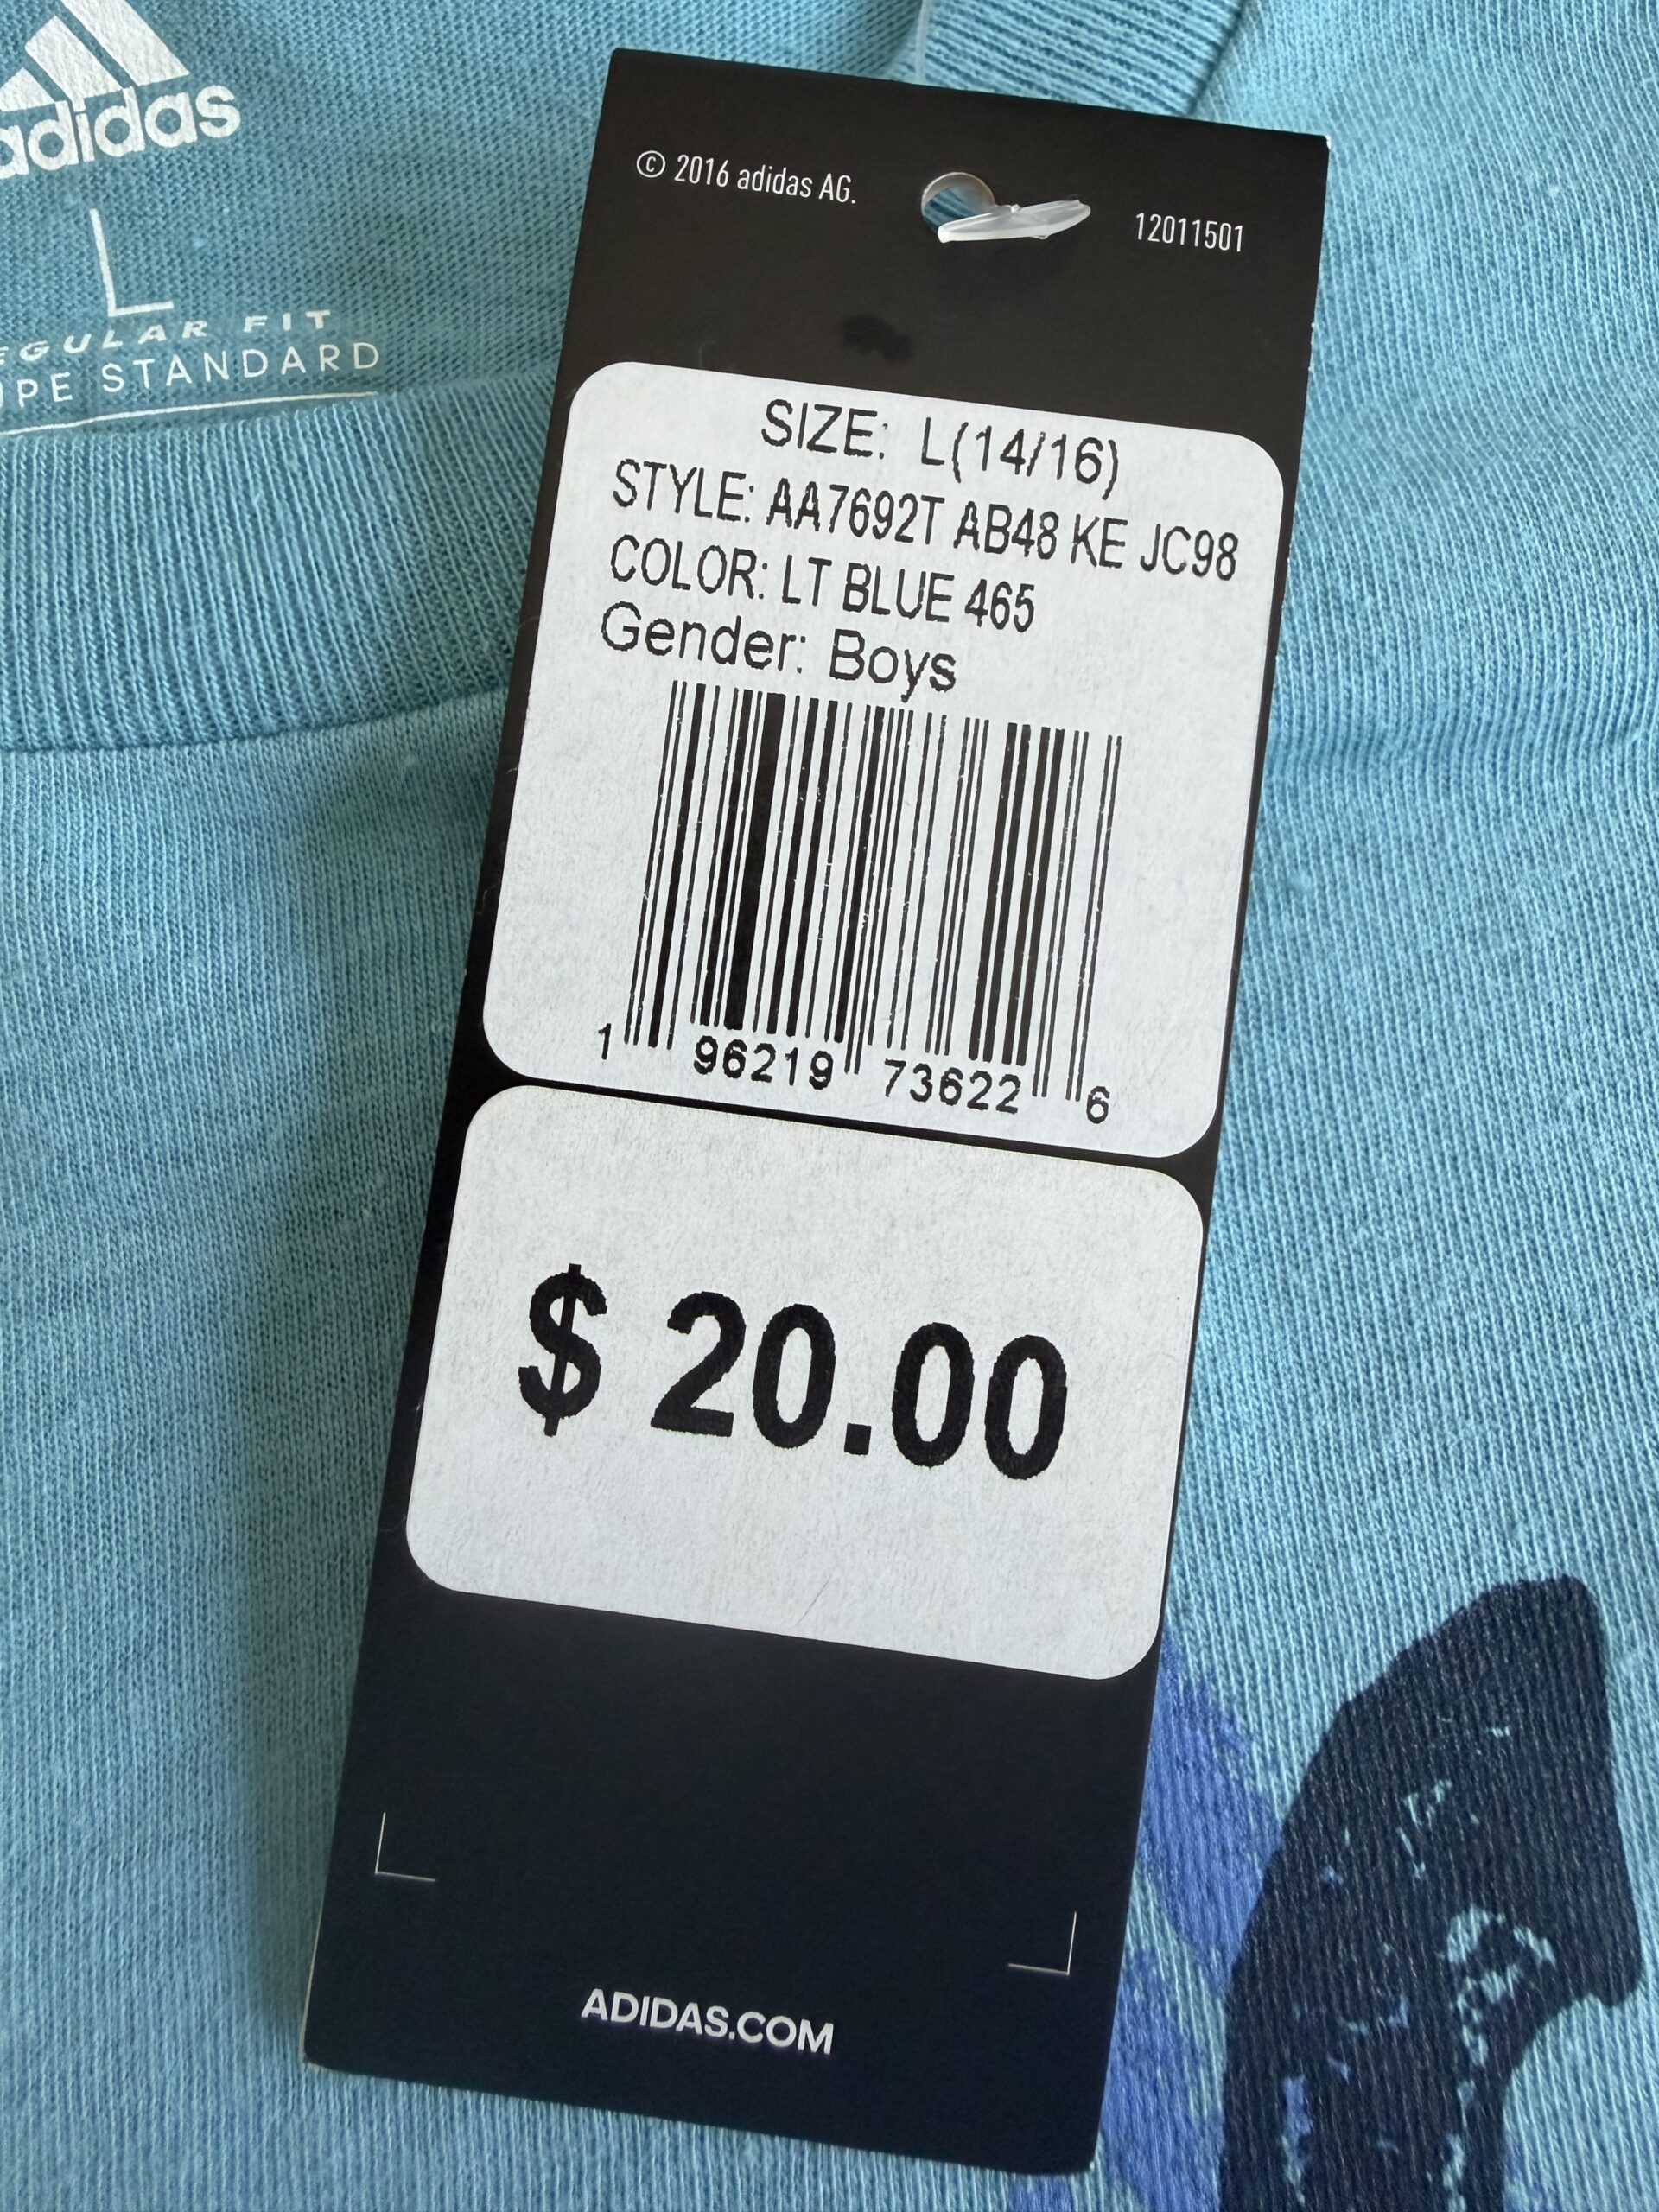 adidas
L
REGULAR FIT
COUPE STANDARD
© 2016 adidas AG.
12011501
SIZE: L(14/16)
STYLE: AA7692T AB48 KE JC98
COLOR: LT BLUE 465
Gender: Boys
1 96219 73622 6
$ 20.00
ADIDAS.COM